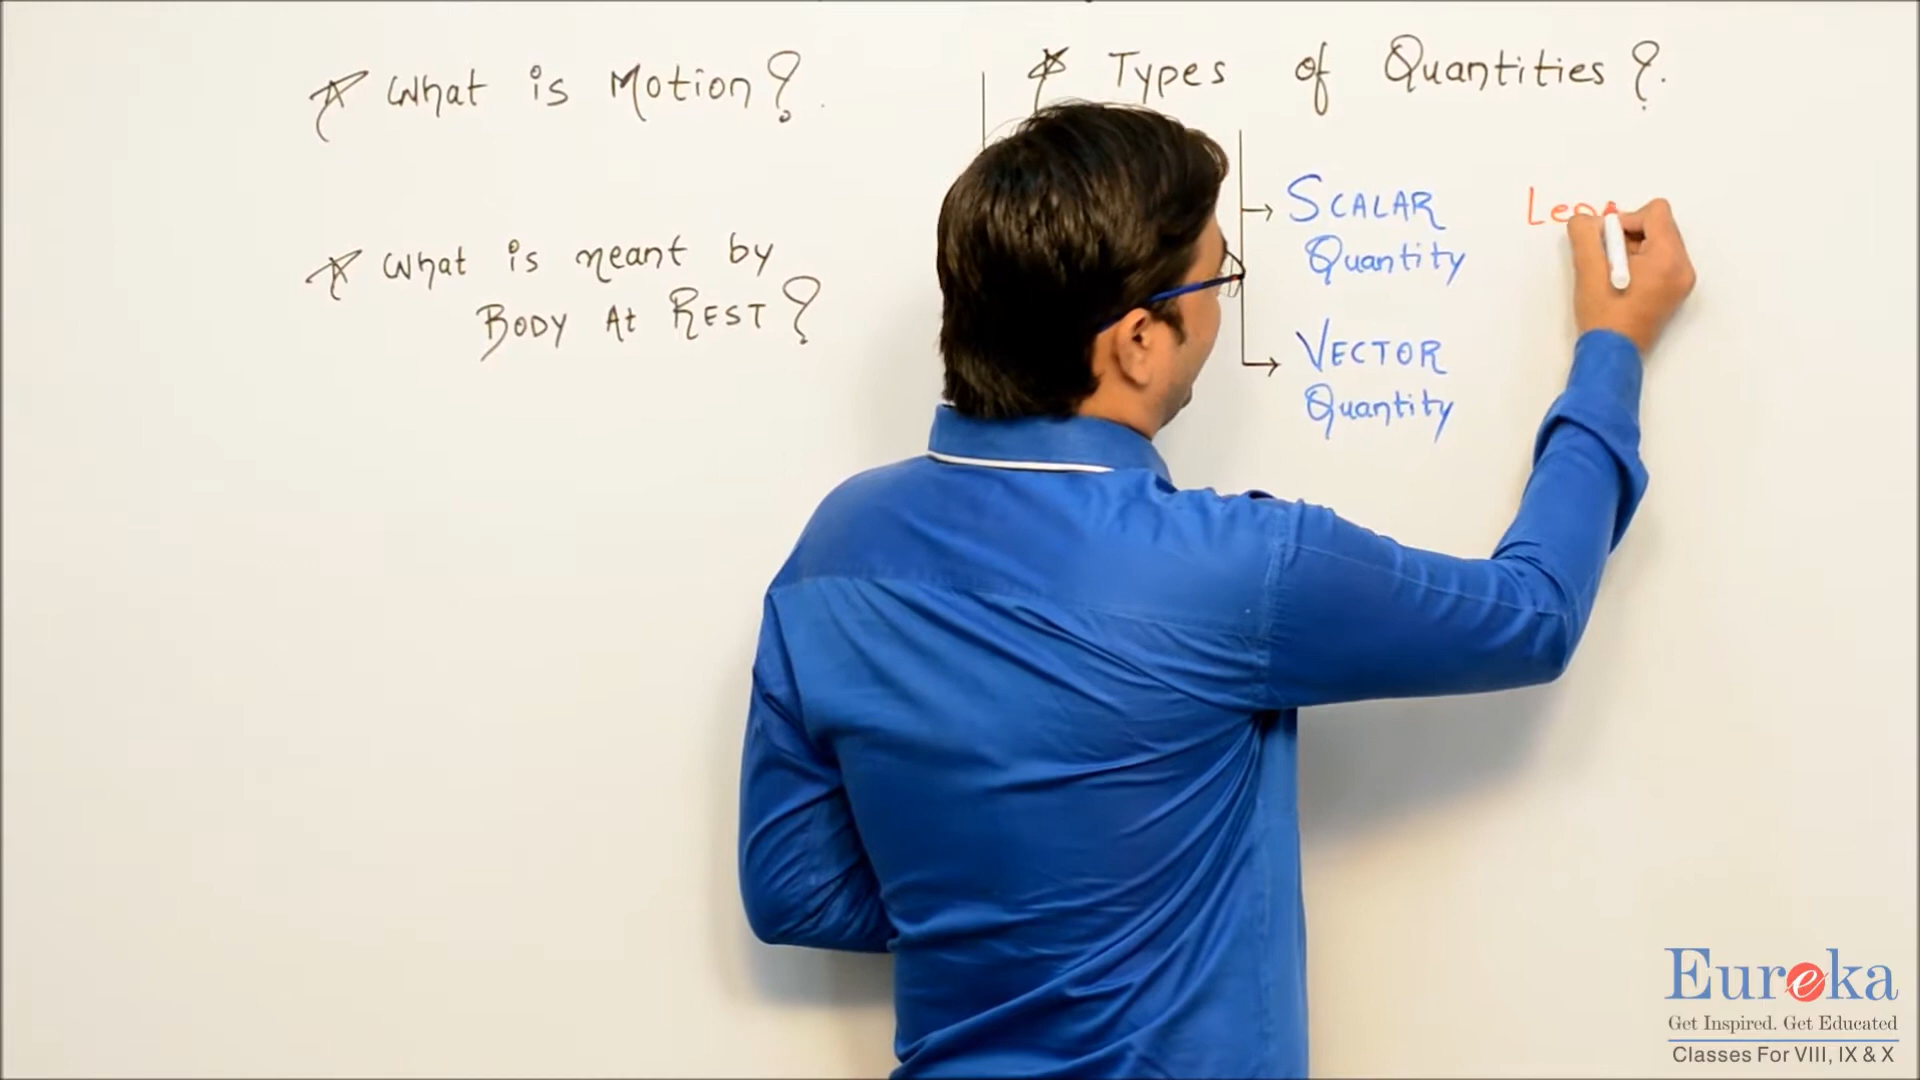 What is Motion?
What is meant by
BODY At REST?
Types of Quantities?
SCALAR
Quantity
VECTOR
Quantity
Eureka
Get Inspired. Get Educated
Classes For VIII, IX & X